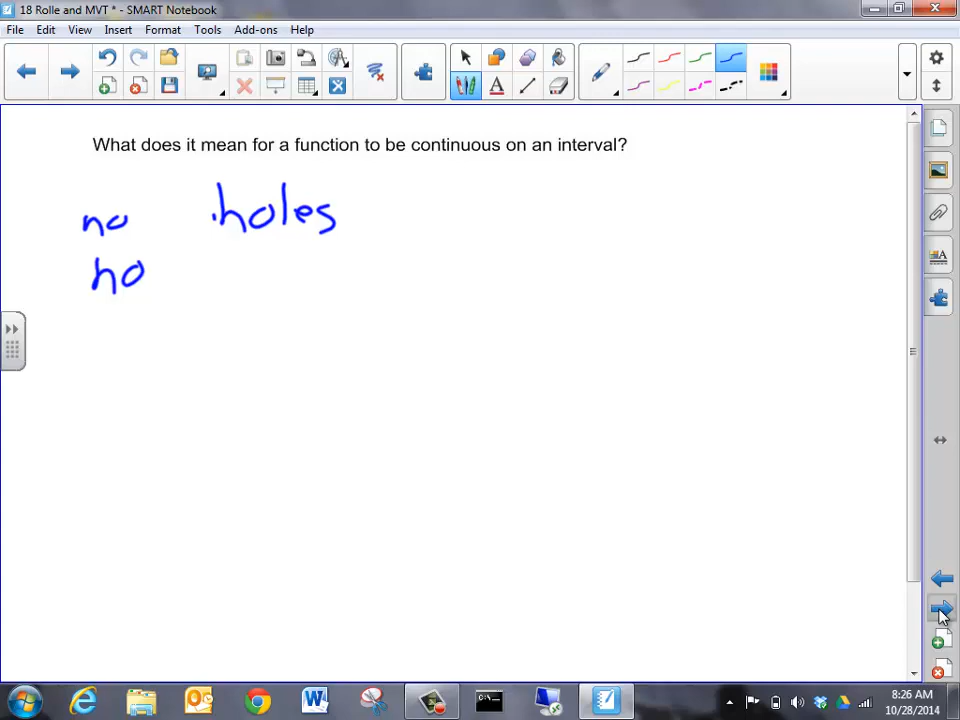 18 Rolle and MVT * - SMART Notebook
File Edit View Insert Format Tools Add-ons Help
What does it mean for a function to be continuous on an interval?
no holes
no
8:26 AM
10/28/2014